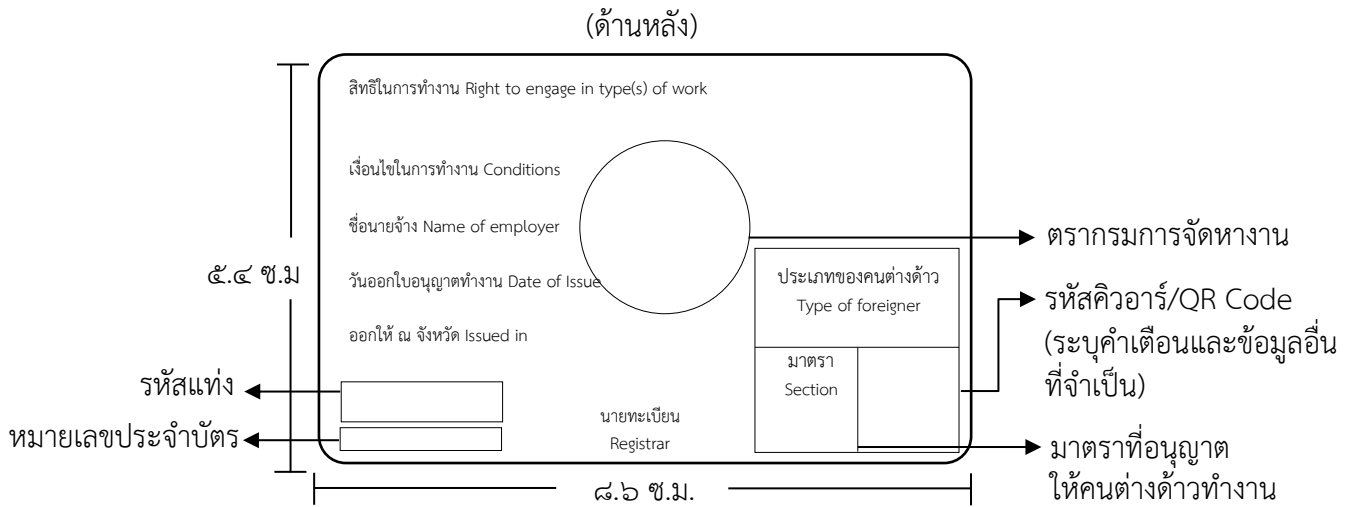 (ด้านหลัง)
สิทธิในการทำงาน Right to engage in type(s) of work
เงื่อนไขในการทำงาน Conditions
ชื่อนายจ้าง Name of employer
วันออกใบอนุญาตทำงาน Date of Issue
ออกให้ ณ จังหวัด Issued in
นายทะเบียน
Registrar
ประเภทของคนต่างด้าว
Type of foreigner
มาตรา
Section
ตรากรมการจัดหางาน
รหัสคิวอาร์/QR Code
(ระบุคำเตือนและข้อมูลอื่น
ที่จำเป็น)
มาตราที่อนุญาต
ให้คนต่างด้าวทำงาน
๕.๔ ซ.ม
รหัสแท่ง
หมายเลขประจำบัตร
๘.๖ ซ.ม.